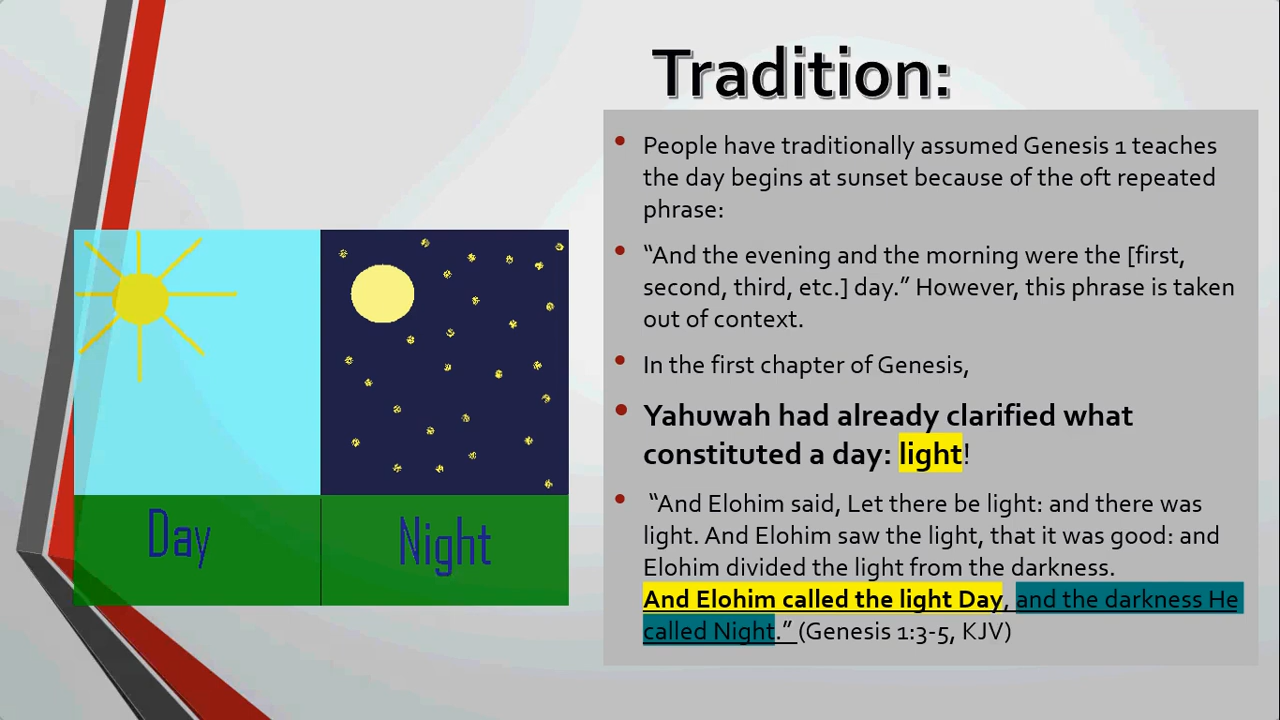 Tradition:
• People have traditionally assumed Genesis 1 teaches
the day begins at sunset because of the oft repeated
phrase:
• “And the evening and the morning were the [first,
second, third, etc.] day.” However, this phrase is taken
out of context.
• In the first chapter of Genesis,
• Yahuwah had already clarified what
constituted a day: light!
• “And Elohim said, Let there be light: and there was
light. And Elohim saw the light, that it was good: and
Elohim divided the light from the darkness.
And Elohim called the light Day, and the darkness He
called Night.” (Genesis 1:3-5, KJV)
Day
Night